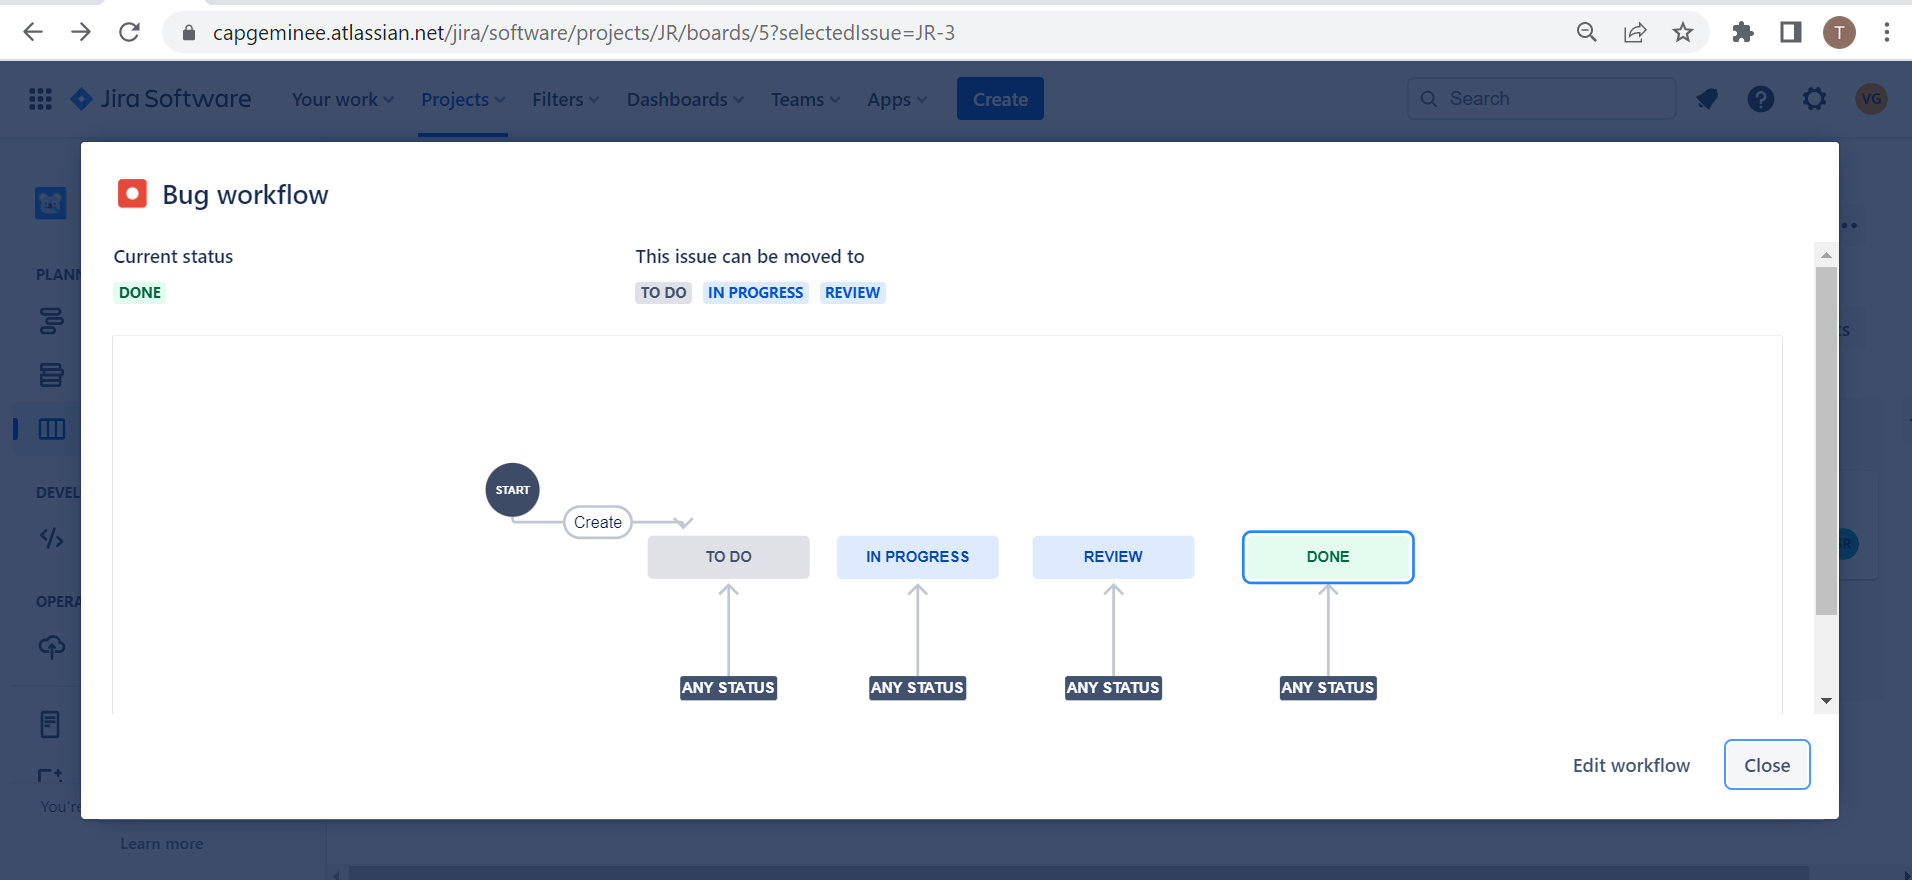 capgeminee.atlassian.net/jira/software/projects/JR/boards/5?selectedIssue=JR-3
T
Jira Software Your work Projects Filters Dashboards Teams Apps Create Search VG
Bug workflow
Current status This issue can be moved to
DONE TO DO IN PROGRESS REVIEW
PLANN
START
Create
DEVEL
TO DO IN PROGRESS REVIEW DONE
OPERA
ANY STATUS ANY STATUS ANY STATUS ANY STATUS
Edit workflow Close
You're
Learn more